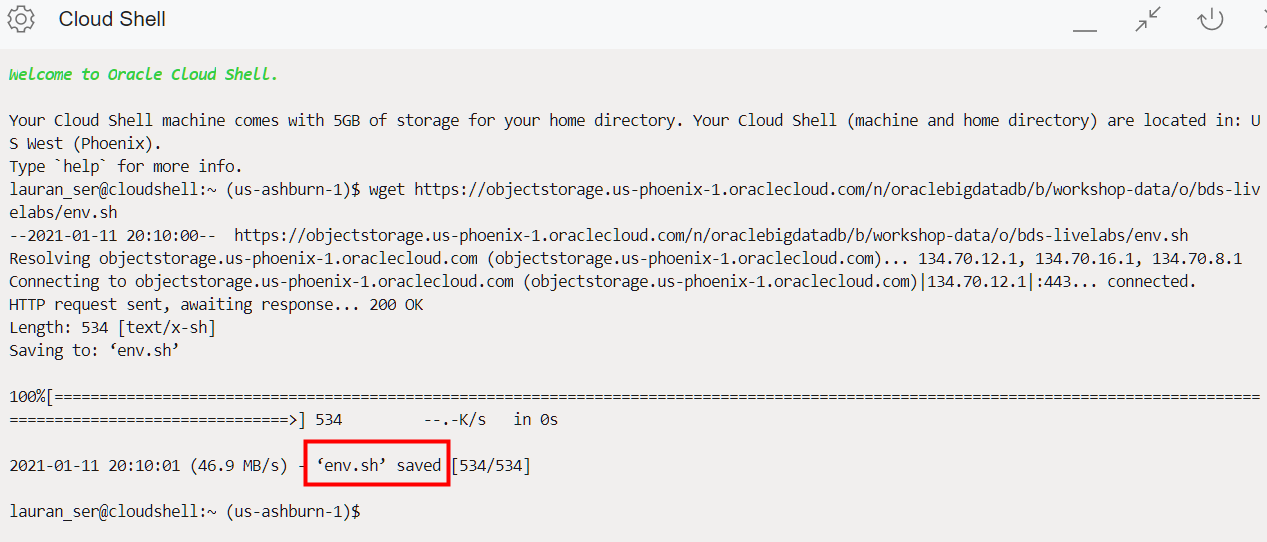 Cloud Shell
Welcome to Oracle Cloud Shell.
Your Cloud Shell machine comes with 5GB of storage for your home directory. Your Cloud Shell (machine and home directory) are located in: U
S West (Phoenix).
Type `help` for more info.
lauran_ser@cloudshell:~ (us-ashburn-1)$ wget https://objectstorage.us-phoenix-1.oraclecloud.com/n/oraclebigdatadb/b/workshop-data/o/bds-liv
elabs/env.sh
--2021-01-11 20:10:00--  https://objectstorage.us-phoenix-1.oraclecloud.com/n/oraclebigdatadb/b/workshop-data/o/bds-livelabs/env.sh
Resolving objectstorage.us-phoenix-1.oraclecloud.com (objectstorage.us-phoenix-1.oraclecloud.com)... 134.70.12.1, 134.70.16.1, 134.70.8.1
Connecting to objectstorage.us-phoenix-1.oraclecloud.com (objectstorage.us-phoenix-1.oraclecloud.com)|134.70.12.1|:443... connected.
HTTP request sent, awaiting response... 200 OK
Length: 534 [text/x-sh]
Saving to: ‘env.sh’
100%[======================================================================================================================================
===============================>] 534         --.-K/s   in 0s
2021-01-11 20:10:01 (46.9 MB/s) - ‘env.sh’ saved [534/534]
lauran_ser@cloudshell:~ (us-ashburn-1)$